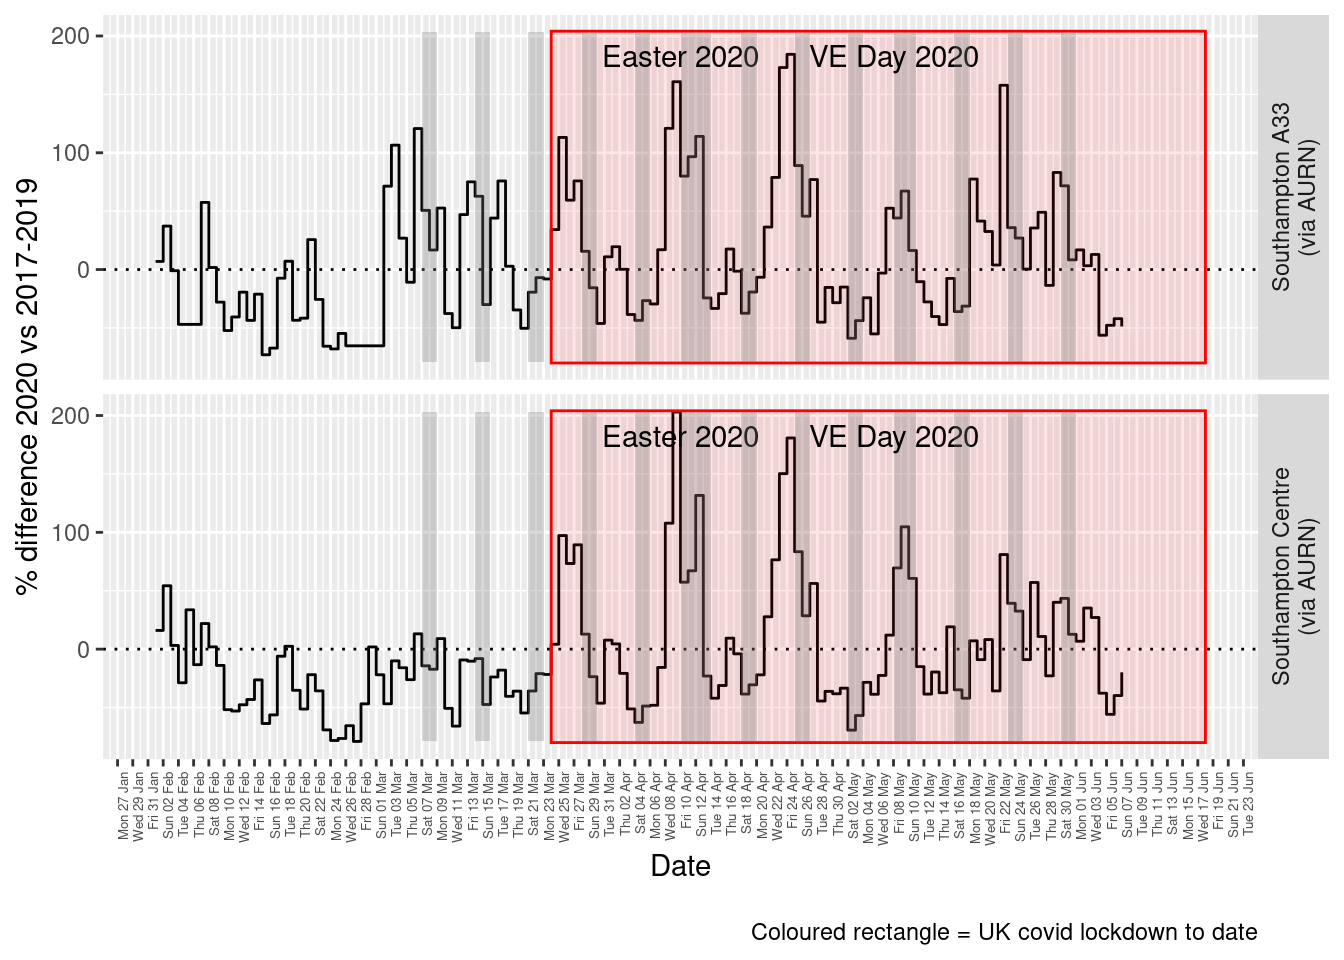 % difference 2020 vs 2017-2019
200
100
0
Easter 2020
VE Day 2020
Southampton A33
(via AURN)
200
100
0
Easter 2020
VE Day 2020
Southampton Centre
(via AURN)
Mon 27 Jan
Wed 29 Jan
Fri 31 Jan
Sun 02 Feb
Tue 04 Feb
Thu 06 Feb
Sat 08 Feb
Mon 10 Feb
Wed 12 Feb
Fri 14 Feb
Sun 16 Feb
Tue 18 Feb
Thu 20 Feb
Sat 22 Feb
Mon 24 Feb
Wed 26 Feb
Fri 28 Feb
Sun 01 Mar
Tue 03 Mar
Thu 05 Mar
Sat 07 Mar
Mon 09 Mar
Wed 11 Mar
Fri 13 Mar
Sun 15 Mar
Tue 17 Mar
Thu 19 Mar
Sat 21 Mar
Mon 23 Mar
Wed 25 Mar
Fri 27 Mar
Sun 29 Mar
Tue 31 Mar
Thu 02 Apr
Sat 04 Apr
Mon 06 Apr
Wed 08 Apr
Fri 10 Apr
Sun 12 Apr
Tue 14 Apr
Thu 16 Apr
Sat 18 Apr
Mon 20 Apr
Wed 22 Apr
Fri 24 Apr
Sun 26 Apr
Tue 28 Apr
Thu 30 Apr
Sat 02 May
Mon 04 May
Wed 06 May
Fri 08 May
Sun 10 May
Tue 12 May
Thu 14 May
Sat 16 May
Mon 18 May
Wed 20 May
Fri 22 May
Sun 24 May
Tue 26 May
Thu 28 May
Sat 30 May
Mon 01 Jun
Wed 03 Jun
Fri 05 Jun
Sun 07 Jun
Tue 09 Jun
Thu 11 Jun
Sat 13 Jun
Mon 15 Jun
Wed 17 Jun
Fri 19 Jun
Sun 21 Jun
Tue 23 Jun
Date
Coloured rectangle = UK covid lockdown to date